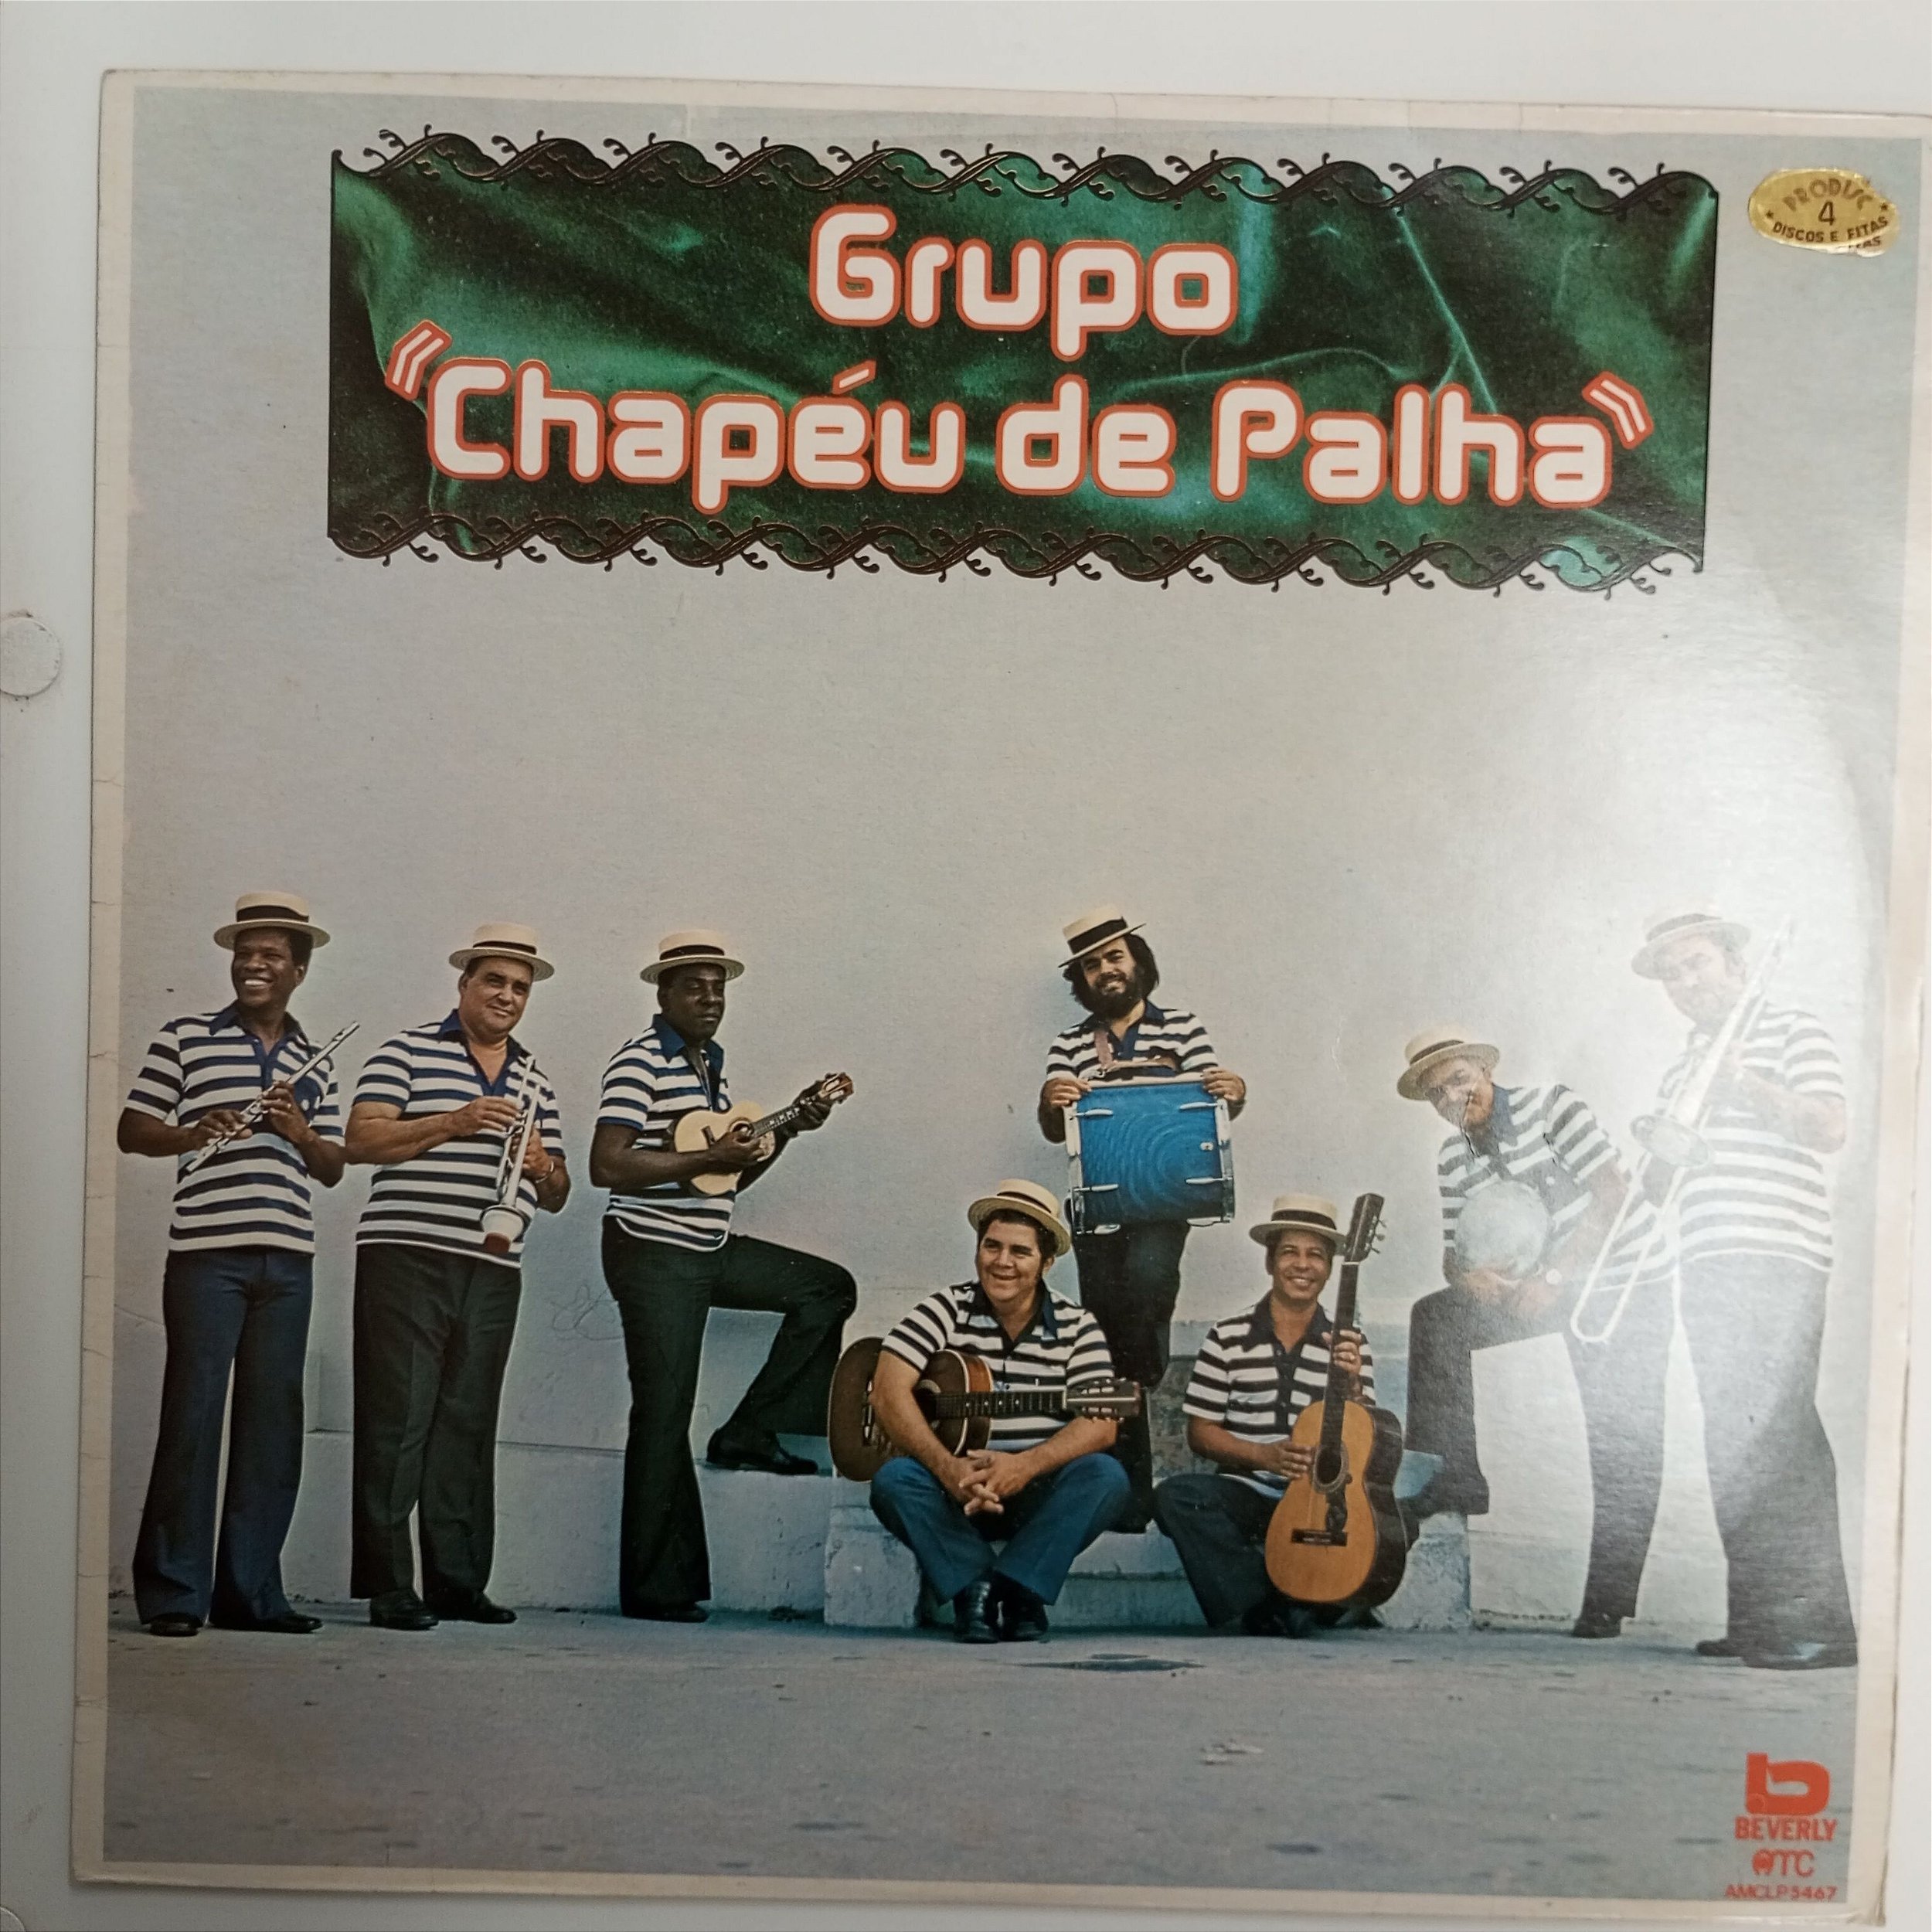 Grupo
"Chapéu de Palha"
PRODISC
4
DISCOS E FITAS
BEVERLY
AMC
AMCLP5467